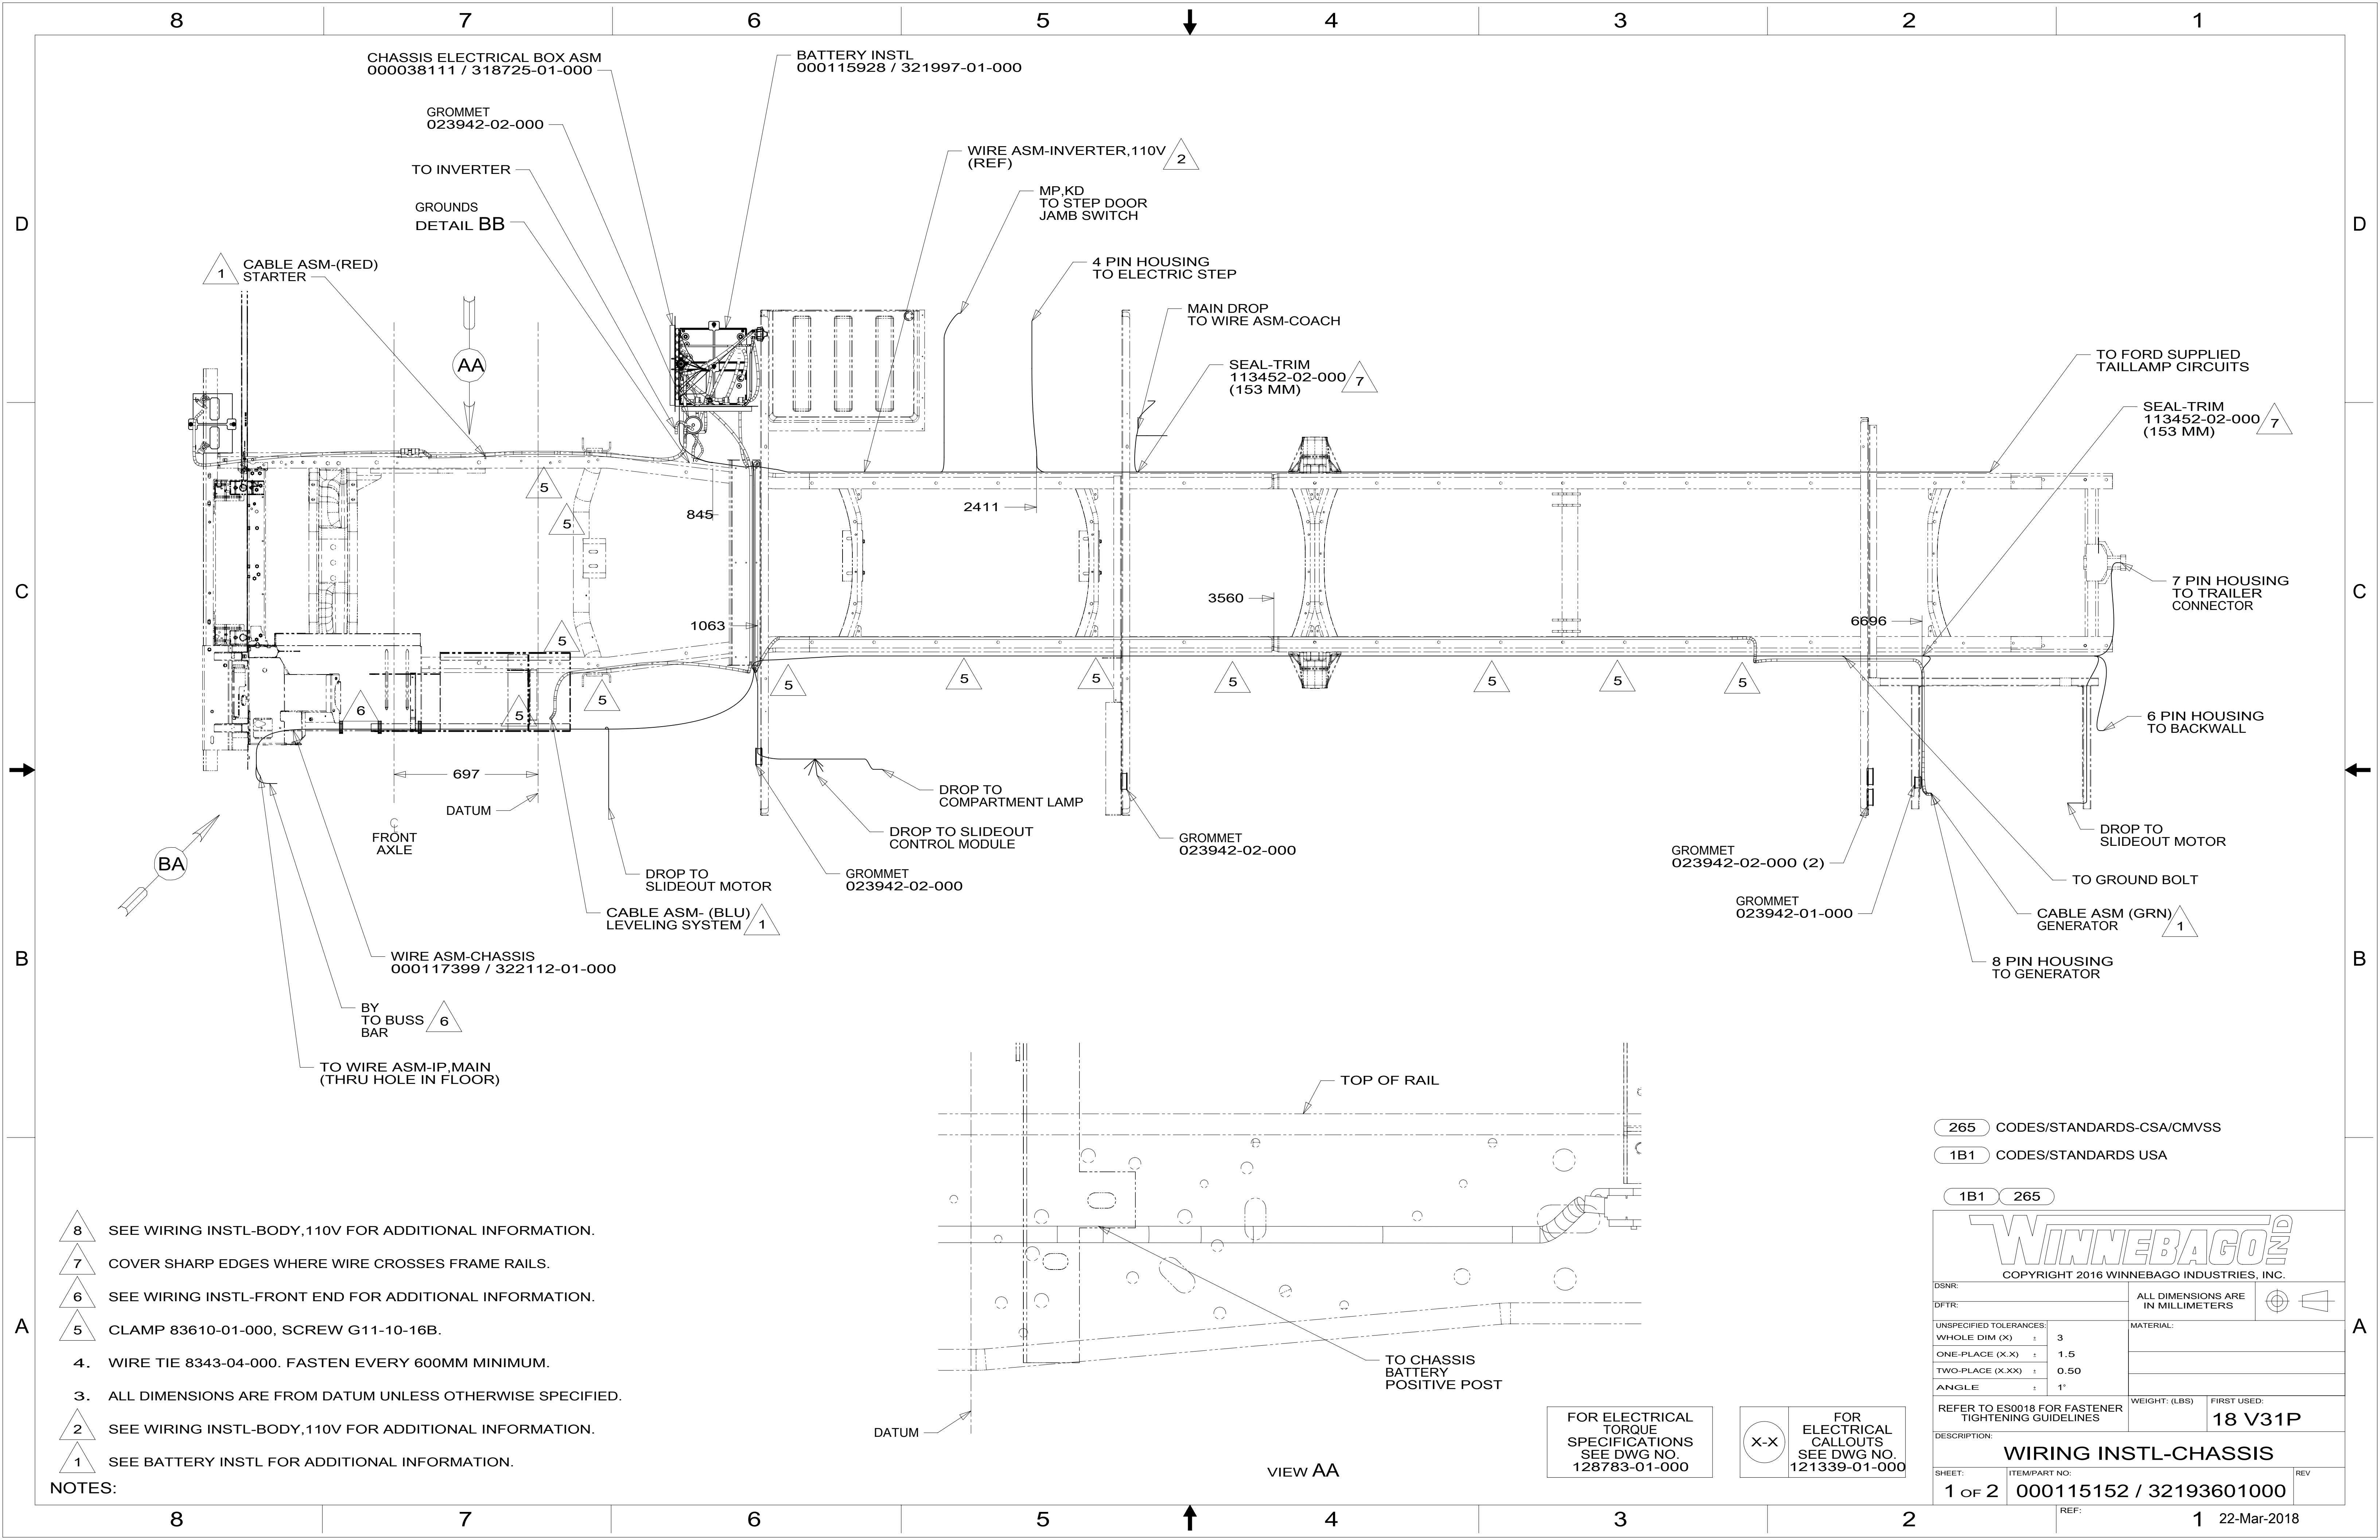 8 7 6 5 4 3 2 1
CHASSIS ELECTRICAL BOX ASM
000038111 / 318725-01-000
BATTERY INSTL
000115928 / 321997-01-000
GROMMET
023942-02-000
TO INVERTER
GROUNDS
DETAIL BB
WIRE ASM-INVERTER,110V
(REF)
2
MP,KD
TO STEP DOOR
JAMB SWITCH
D
D
1
CABLE ASM-(RED)
STARTER
4 PIN HOUSING
TO ELECTRIC STEP
MAIN DROP
TO WIRE ASM-COACH
AA
SEAL-TRIM
113452-02-000
(153 MM)
7
TO FORD SUPPLIED
TAILLAMP CIRCUITS
SEAL-TRIM
113452-02-000
(153 MM)
7
5
5
845
2411
C
C
3560
7 PIN HOUSING
TO TRAILER
CONNECTOR
1063
6696
5
5
5
5
5
5
5
5
5
5
6
6 PIN HOUSING
TO BACKWALL
697
DATUM
FRONT
AXLE
DROP TO
COMPARTMENT LAMP
DROP TO SLIDEOUT
CONTROL MODULE
GROMMET
023942-02-000
GROMMET
023942-02-000 (2)
DROP TO
SLIDEOUT MOTOR
BA
DROP TO
SLIDEOUT MOTOR
GROMMET
023942-02-000
TO GROUND BOLT
CABLE ASM- (BLU)
LEVELING SYSTEM
1
GROMMET
023942-01-000
CABLE ASM (GRN)
GENERATOR
1
B
B
WIRE ASM-CHASSIS
000117399 / 322112-01-000
8 PIN HOUSING
TO GENERATOR
BY
TO BUSS
BAR
6
TO WIRE ASM-IP,MAIN
(THRU HOLE IN FLOOR)
TOP OF RAIL
TO CHASSIS
BATTERY
POSITIVE POST
DATUM
VIEW AA
265 CODES/STANDARDS-CSA/CMVSS
1B1 CODES/STANDARDS USA
1B1 265
A
A
8 SEE WIRING INSTL-BODY,110V FOR ADDITIONAL INFORMATION.
7 COVER SHARP EDGES WHERE WIRE CROSSES FRAME RAILS.
6 SEE WIRING INSTL-FRONT END FOR ADDITIONAL INFORMATION.
5 CLAMP 83610-01-000, SCREW G11-10-16B.
4. WIRE TIE 8343-04-000. FASTEN EVERY 600MM MINIMUM.
3. ALL DIMENSIONS ARE FROM DATUM UNLESS OTHERWISE SPECIFIED.
2 SEE WIRING INSTL-BODY,110V FOR ADDITIONAL INFORMATION.
1 SEE BATTERY INSTL FOR ADDITIONAL INFORMATION.
NOTES:
FOR ELECTRICAL
TORQUE
SPECIFICATIONS
SEE DWG NO.
128783-01-000
X-X
FOR
ELECTRICAL
CALLOUTS
SEE DWG NO.
121339-01-000
WINNEBAGO IND
COPYRIGHT 2016 WINNEBAGO INDUSTRIES, INC.
DSNR:
DFTR:
ALL DIMENSIONS ARE
IN MILLIMETERS
UNSPECIFIED TOLERANCES:
WHOLE DIM (X) ± 3
ONE-PLACE (X.X) ± 1.5
TWO-PLACE (X.XX) ± 0.50
ANGLE ± 1°
MATERIAL:
REFER TO ES0018 FOR FASTENER
TIGHTENING GUIDELINES
WEIGHT: (LBS)
FIRST USED:
18 V31P
DESCRIPTION:
WIRING INSTL-CHASSIS
SHEET:
1 OF 2
ITEM/PART NO:
000115152 / 32193601000
REV
REF:
8 7 6 5 4 3 2 1
22-Mar-2018